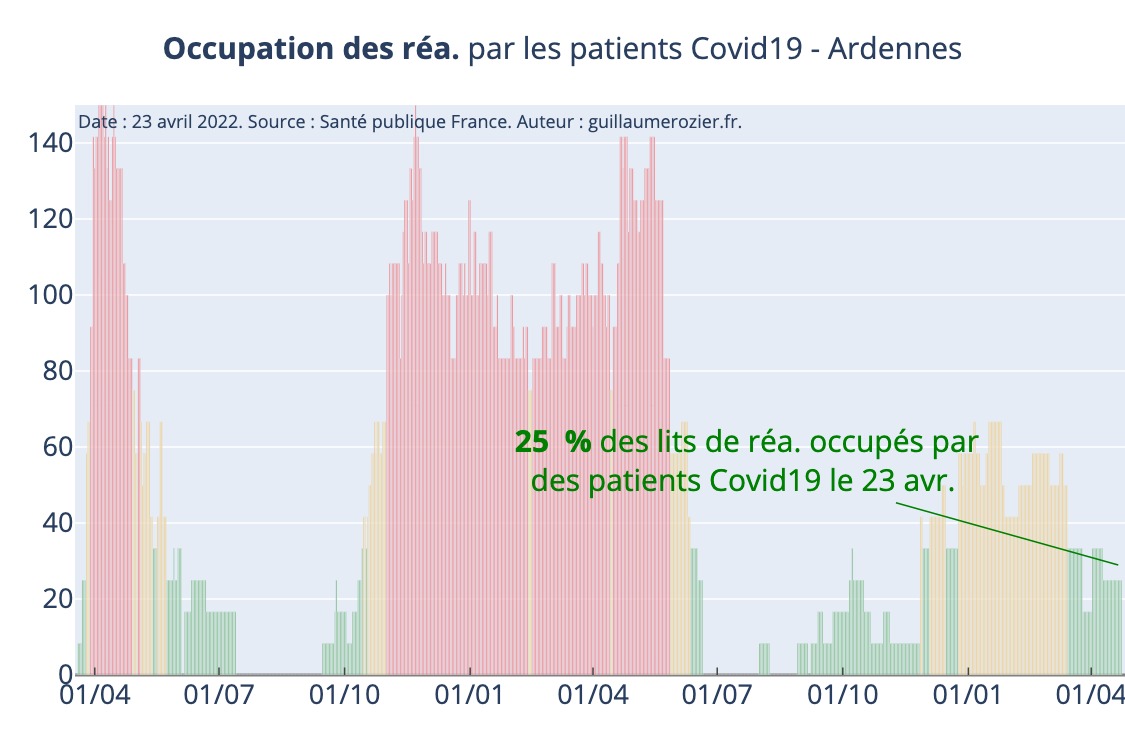 Occupation des réa. par les patients Covid19 - Ardennes
Date : 23 avril 2022. Source : Santé publique France. Auteur : guillaumerozier.fr.
140
120
100
80
60
40
20
0
25 % des lits de réa. occupés par
des patients Covid19 le 23 avr.
01/04 01/07 01/10 01/01 01/04 01/07 01/10 01/01 01/04